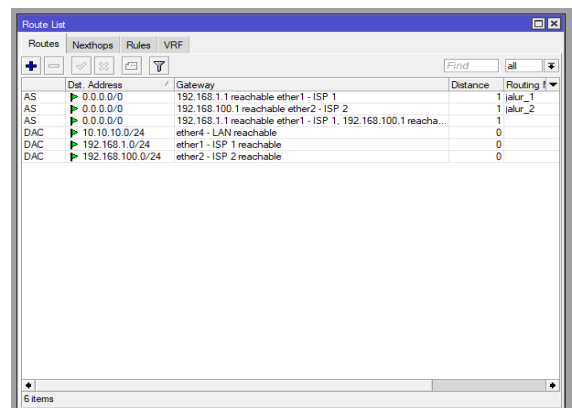 Route List
Routes Nexthops Rules VRF
Find all
Dst. Address Gateway Distance Routing
AS 0.0.0.0/0 192.168.1.1 reachable ether1 - ISP 1 1 jalur_1
AS 0.0.0.0/0 192.168.100.1 reachable ether2 - ISP 2 1 jalur_2
AS 0.0.0.0/0 192.168.1.1 reachable ether1 - ISP 1, 192.168.100.1 reacha... 1
DAC 10.10.10.0/24 ether4 - LAN reachable 0
DAC 192.168.1.0/24 ether1 - ISP 1 reachable 0
DAC 192.168.100.0/24 ether2 - ISP 2 reachable 0
6 items